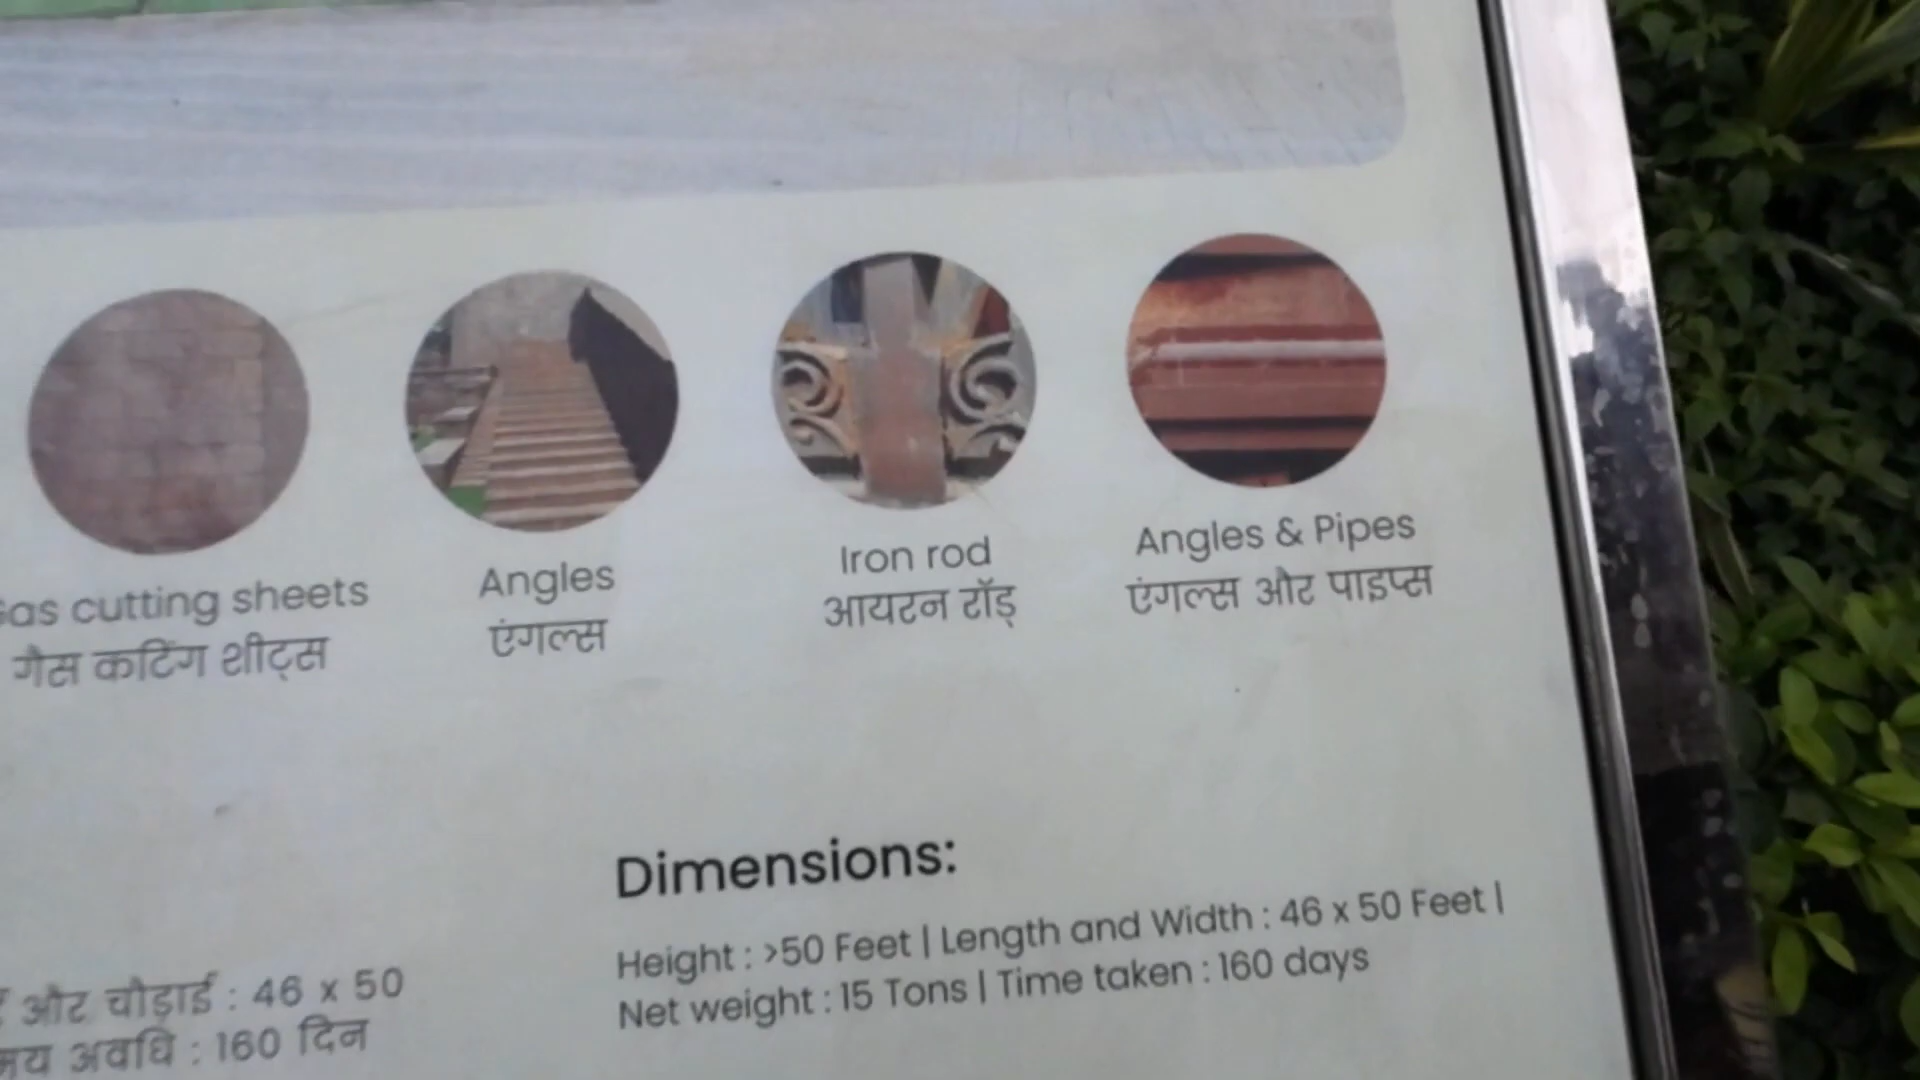 Gas cutting sheets
गैस कटिंग शीट्स
Angles
एंगल्स
Iron rod
आयरन रॉड्
Angles & Pipes
एंगल्स और पाइप्स
Dimensions:
Height : >50 Feet | Length and Width : 46 x 50 Feet |
Net weight : 15 Tons | Time taken : 160 days
और चौड़ाई : 46 x 50
अवधि : 160 दिन